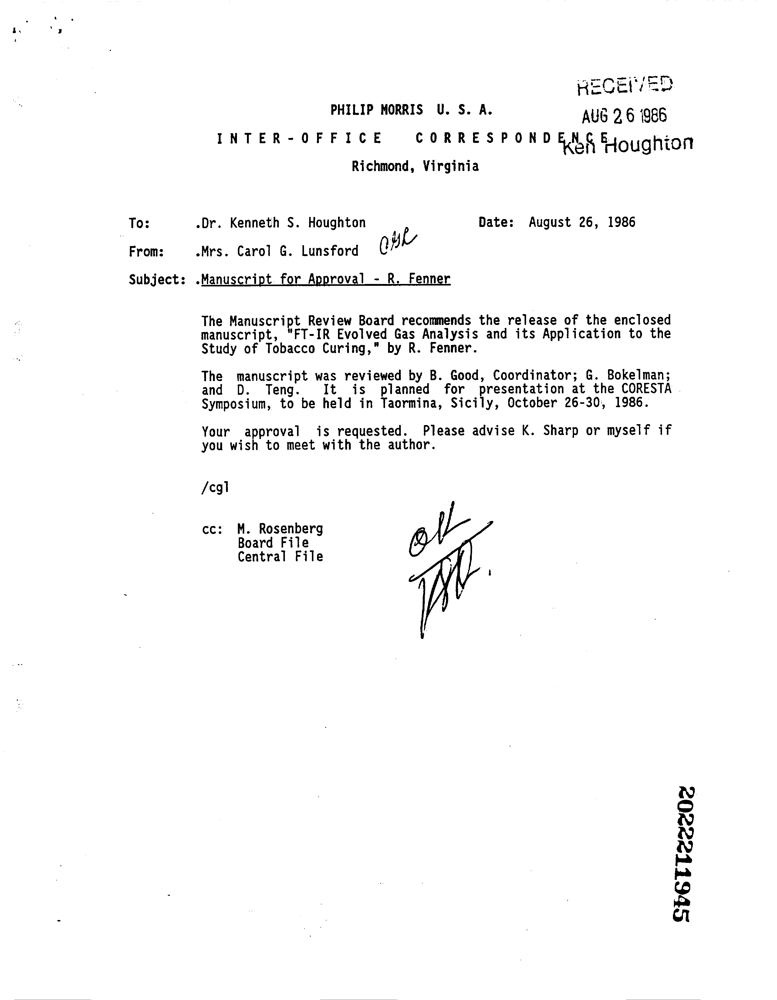 RECEIVED
PHILIP MORRIS U. S. A.
AUG 26 1986
INTER-OFFICE CORRESPONDENCE
Ken Houghton
Richmond, Virginia
To: .Dr. Kenneth S. Houghton Date: August 26, 1986
From: .Mrs. Carol G. Lunsford
Subject: .Manuscript for Approval - R. Fenner
The Manuscript Review Board recommends the release of the enclosed
manuscript, "FT-IR Evolved Gas Analysis and its Application to the
Study of Tobacco Curing," by R. Fenner.
The manuscript was reviewed by B. Good, Coordinator; G. Bokelman;
and D. Teng. It is planned for presentation at the CORESTA
Symposium, to be held in Taormina, Sicily, October 26-30, 1986.
Your approval is requested. Please advise K. Sharp or myself if
you wish to meet with the author.
/cgl
cc: M. Rosenberg
Board File
Central File
OK
2022211945